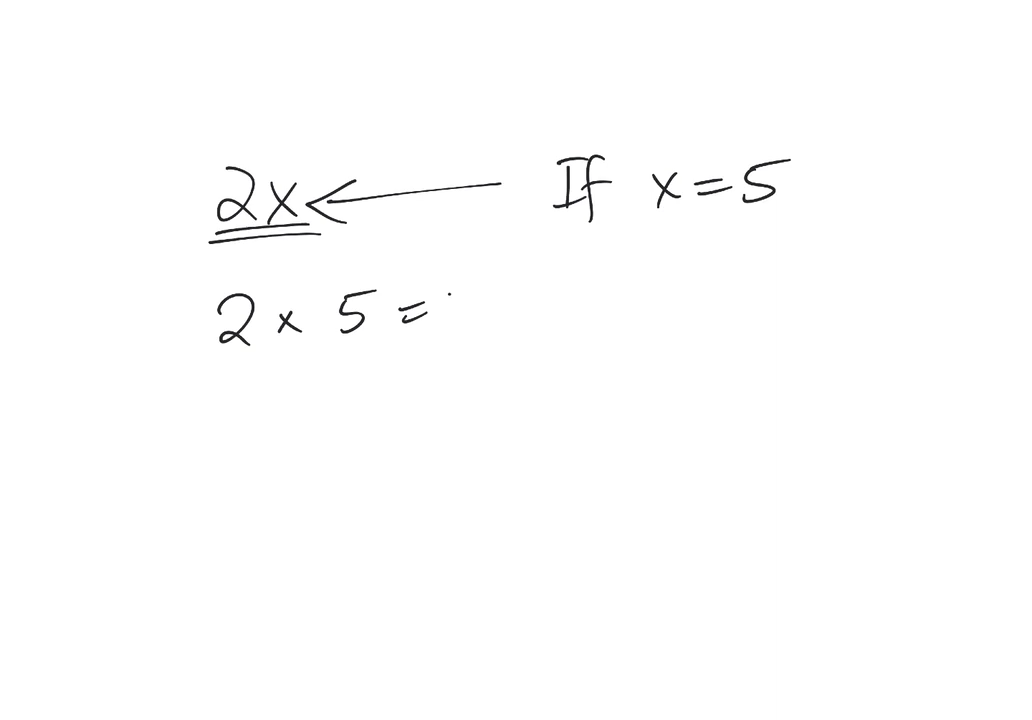 2x ← If x = 5
2 × 5 =